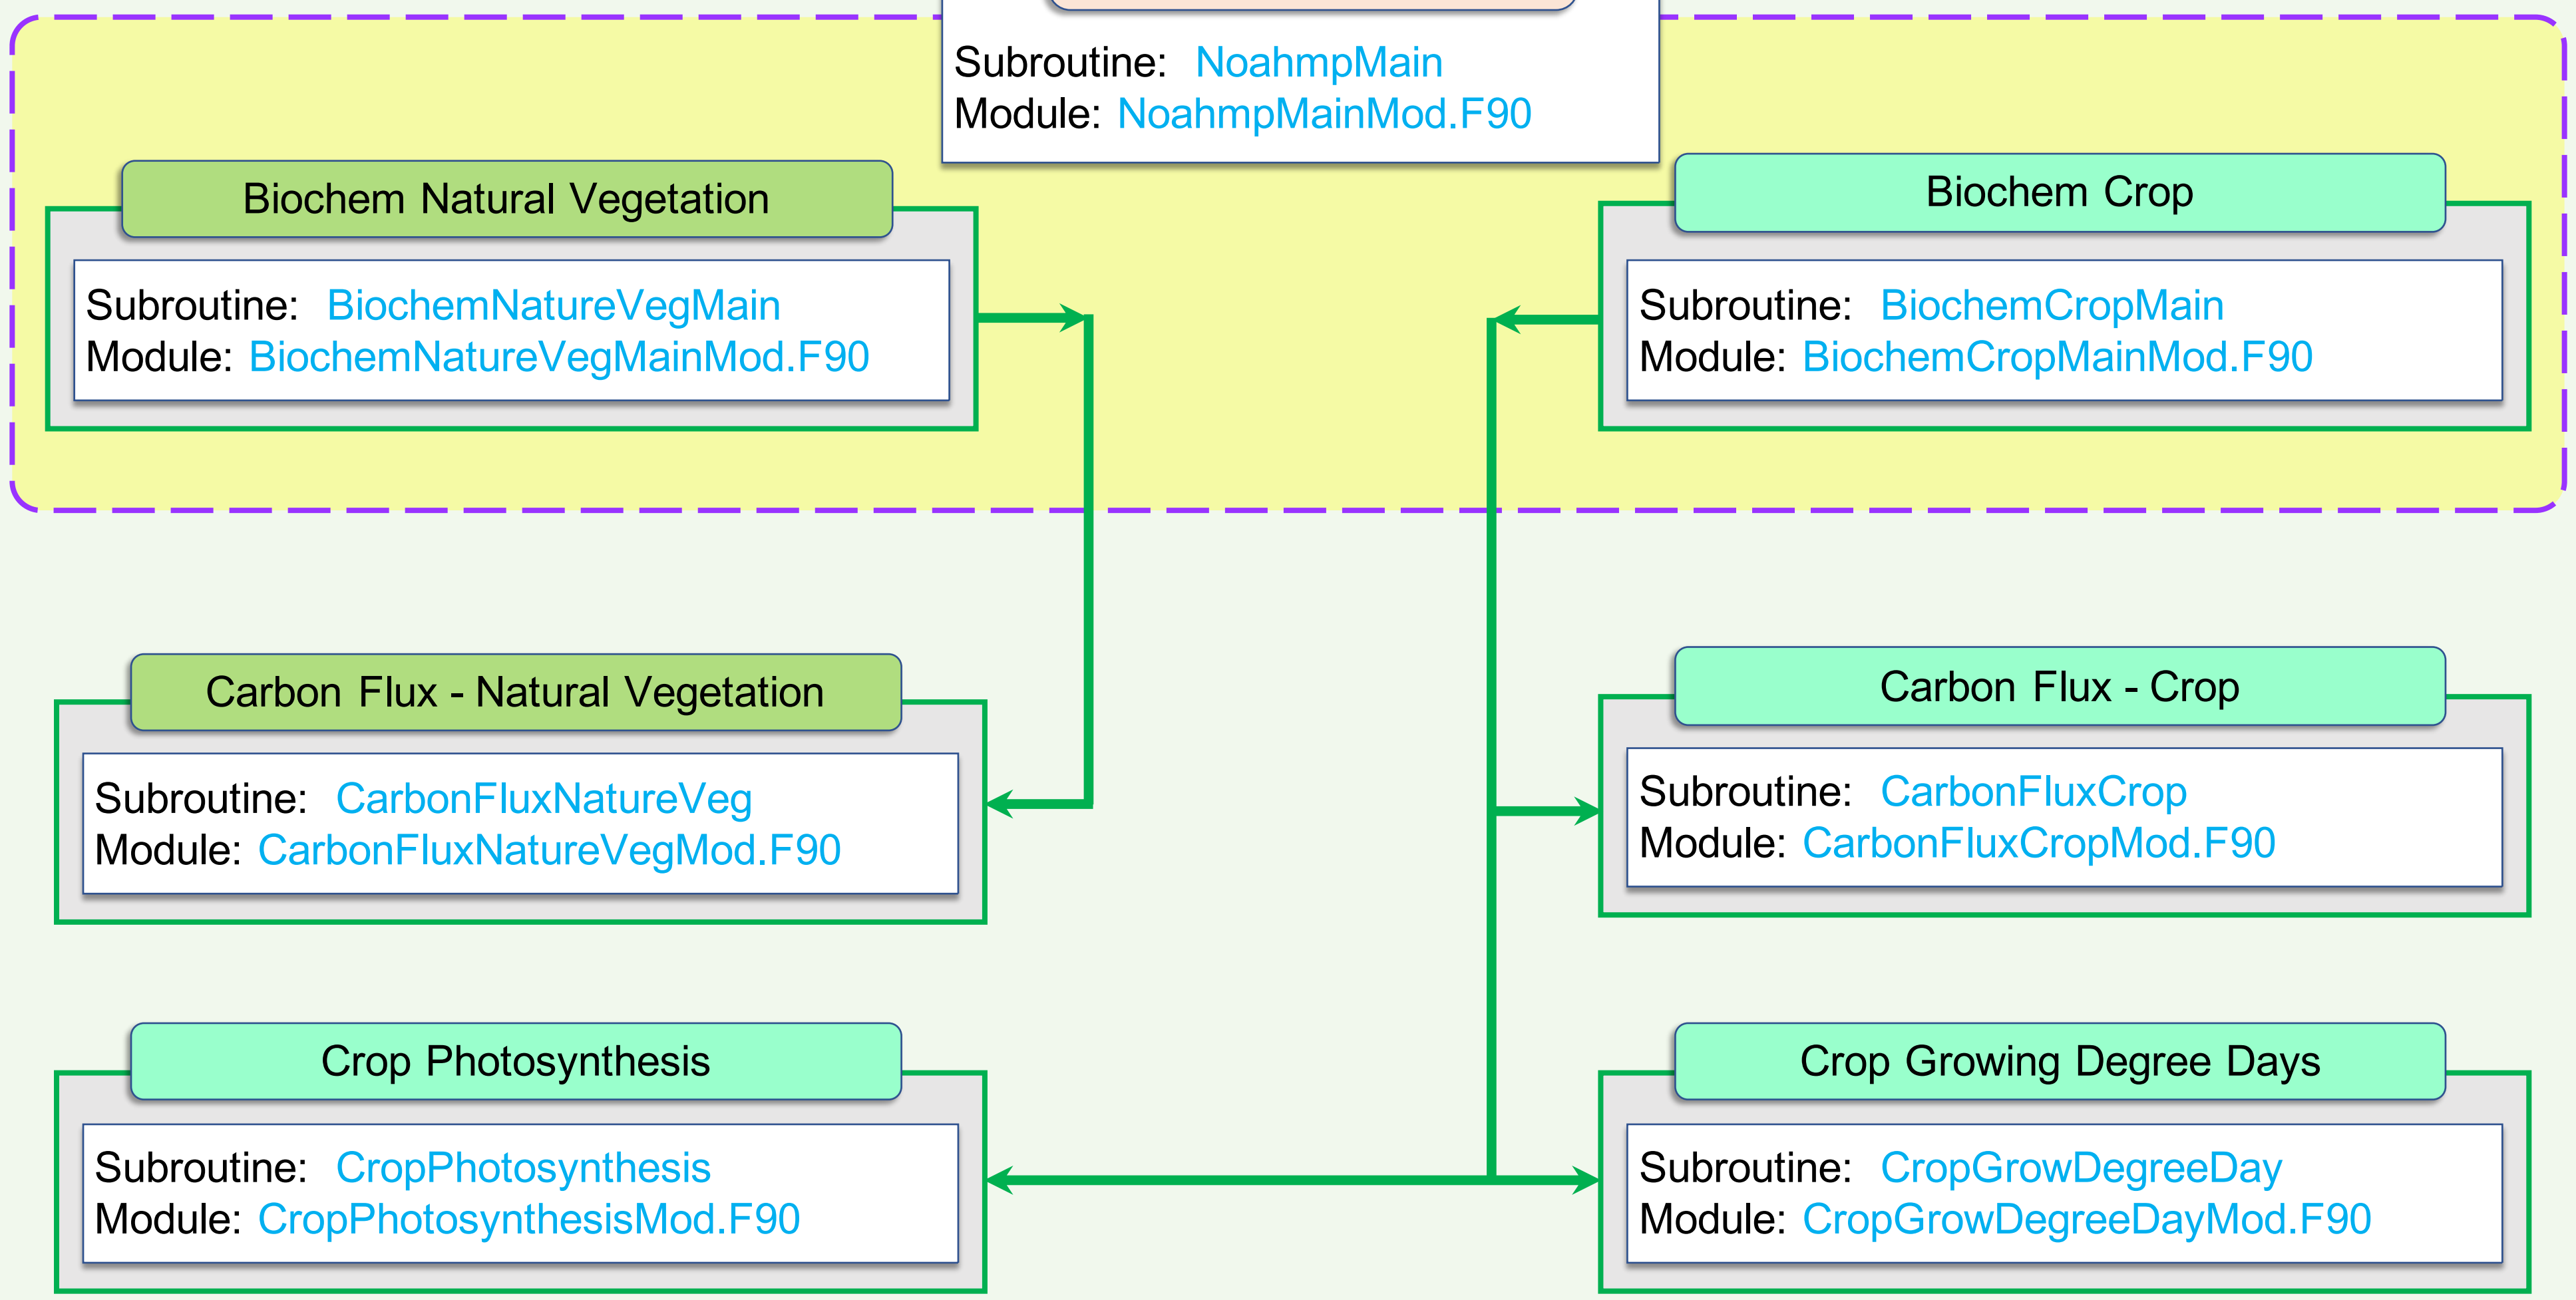 Subroutine: NoahmpMain
Module: NoahmpMainMod.F90
Biochem Natural Vegetation
Subroutine: BiochemNatureVegMain
Module: BiochemNatureVegMainMod.F90
Biochem Crop
Subroutine: BiochemCropMain
Module: BiochemCropMainMod.F90
Carbon Flux - Natural Vegetation
Subroutine: CarbonFluxNatureVeg
Module: CarbonFluxNatureVegMod.F90
Carbon Flux - Crop
Subroutine: CarbonFluxCrop
Module: CarbonFluxCropMod.F90
Crop Photosynthesis
Subroutine: CropPhotosynthesis
Module: CropPhotosynthesisMod.F90
Crop Growing Degree Days
Subroutine: CropGrowDegreeDay
Module: CropGrowDegreeDayMod.F90